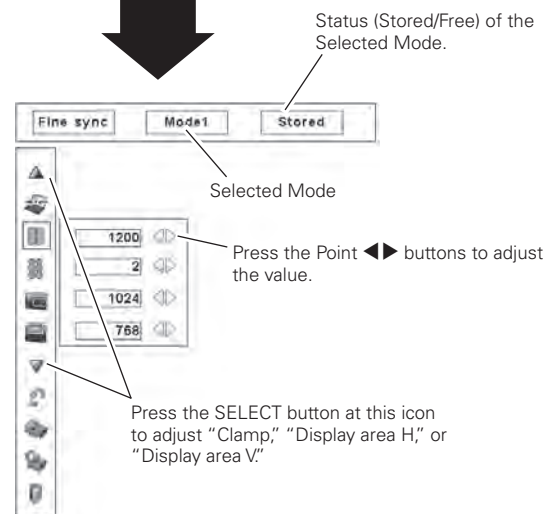 Status (Stored/Free) of the
Selected Mode.
Fine sync
Mode1
Stored
Selected Mode
1200
2
1024
768
Press the Point ◀▶ buttons to adjust
the value.
Press the SELECT button at this icon
to adjust “Clamp,” “Display area H,” or
“Display area V.”